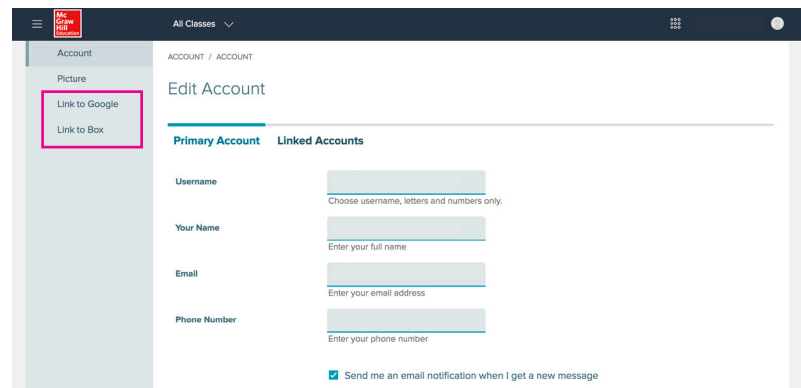 Mc
Graw
Hill
Education
All Classes
Account
Picture
Link to Google
Link to Box
ACCOUNT / ACCOUNT
Edit Account
Primary Account Linked Accounts
Username
Choose username, letters and numbers only.
Your Name
Enter your full name
Email
Enter your email address
Phone Number
Enter your phone number
Send me an email notification when I get a new message